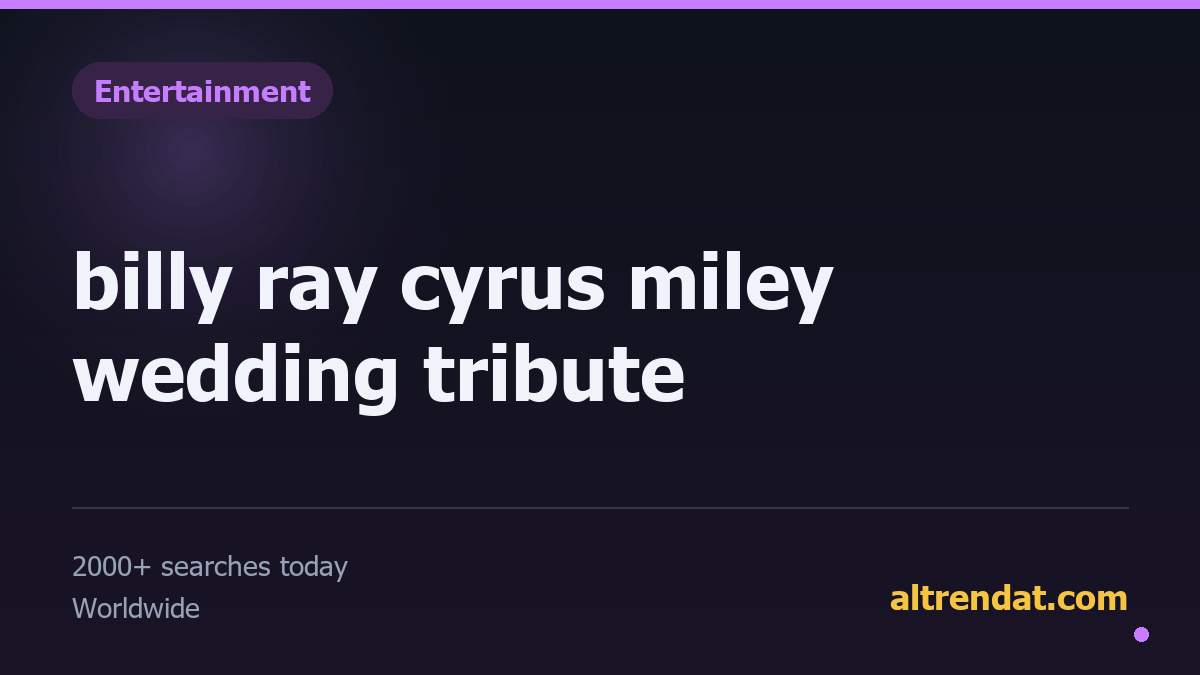 Entertainment
billy ray cyrus miley
wedding tribute
2000+ searches today
Worldwide
altrendat.com